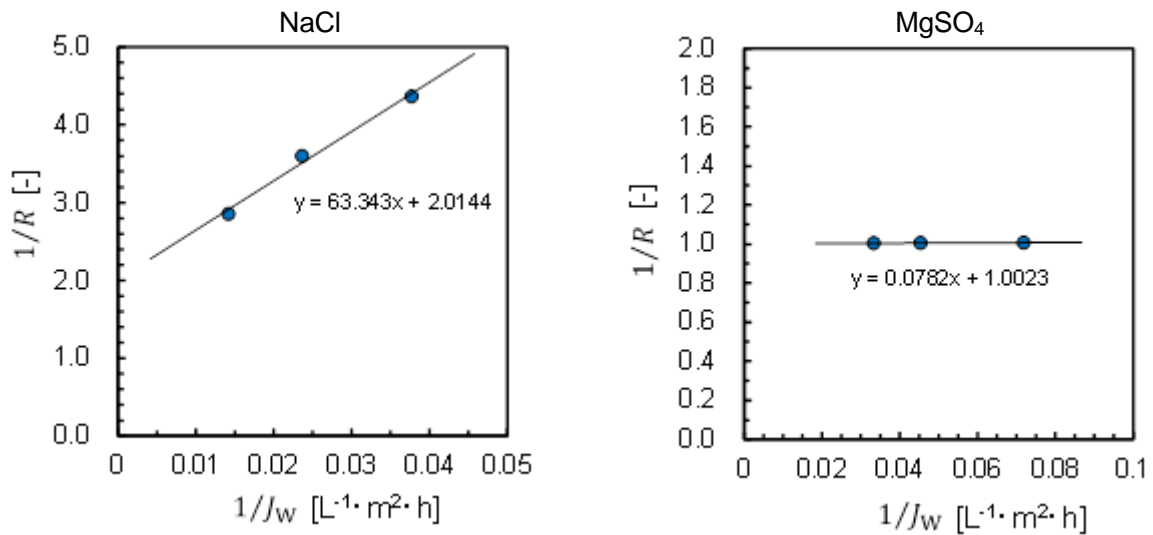 NaCl
5.0
4.0
3.0
2.0
1.0
0.0
1/R [-]
y = 63.343x + 2.0144
0 0.01 0.02 0.03 0.04 0.05
1/J_W [L⁻¹· m²· h]
MgSO₄
2.0
1.8
1.6
1.4
1.2
1.0
0.8
0.6
0.4
0.2
0.0
1/R [-]
y = 0.0782x + 1.0023
0 0.02 0.04 0.06 0.08 0.1
1/J_W [L⁻¹· m²· h]